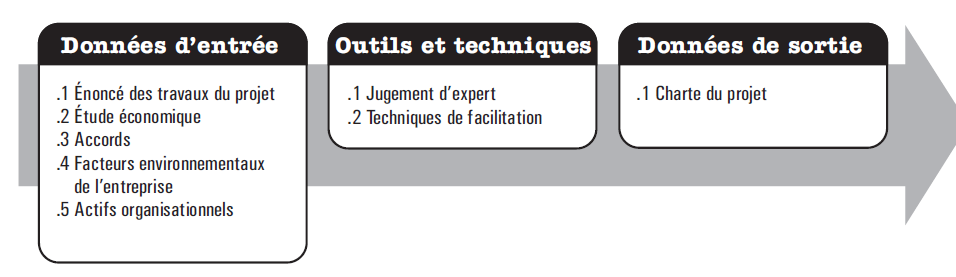 Données d’entrée
.1 Énoncé des travaux du projet
.2 Étude économique
.3 Accords
.4 Facteurs environnementaux
de l’entreprise
.5 Actifs organisationnels
Outils et techniques
.1 Jugement d’expert
.2 Techniques de facilitation
Données de sortie
.1 Charte du projet